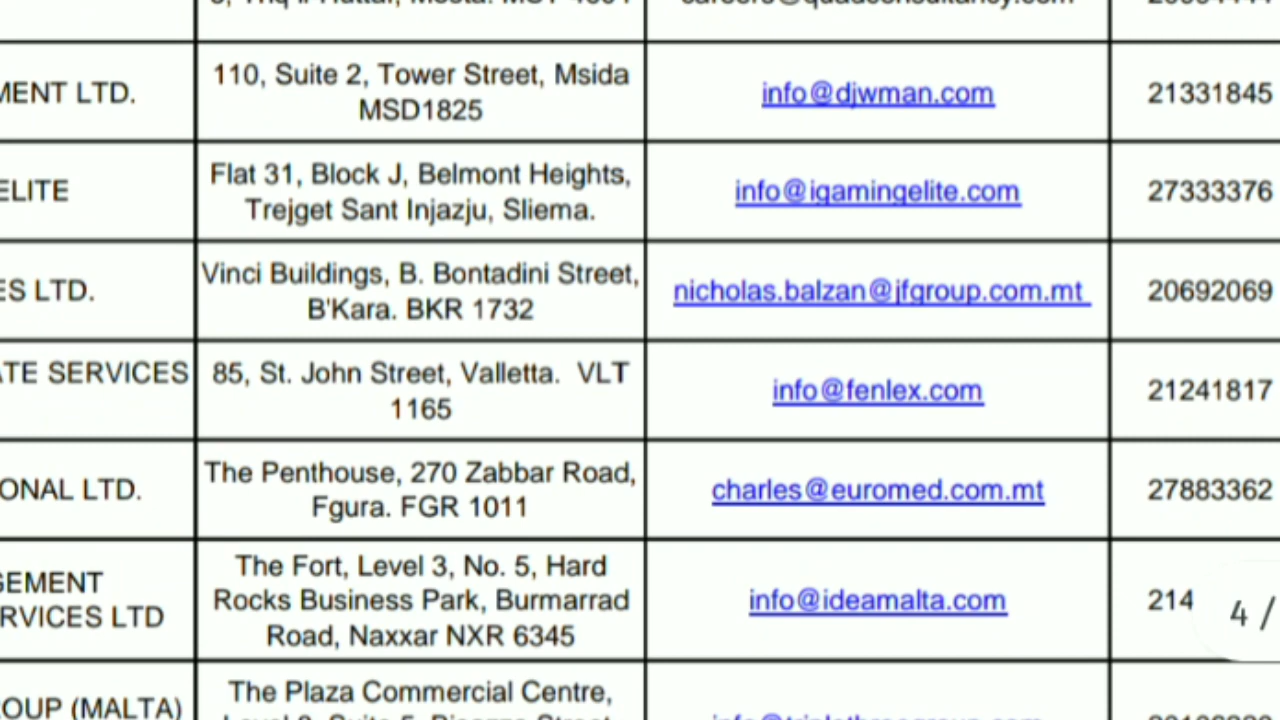 careers@quadconsultancy.com
MENT LTD.
110, Suite 2, Tower Street, Msida
MSD1825
info@djwman.com
21331845
ELITE
Flat 31, Block J, Belmont Heights,
Trejget Sant Injazju, Sliema.
info@igamingelite.com
27333376
ES LTD.
Vinci Buildings, B. Bontadini Street,
B'Kara. BKR 1732
nicholas.balzan@jfgroup.com.mt
20692069
ATE SERVICES
85, St. John Street, Valletta. VLT
1165
info@fenlex.com
21241817
ONAL LTD.
The Penthouse, 270 Zabbar Road,
Fgura. FGR 1011
charles@euromed.com.mt
27883362
GEMENT
RVICES LTD
The Fort, Level 3, No. 5, Hard
Rocks Business Park, Burmarrad
Road, Naxxar NXR 6345
info@ideamalta.com
214
4 /
OUP (MALTA)
The Plaza Commercial Centre,